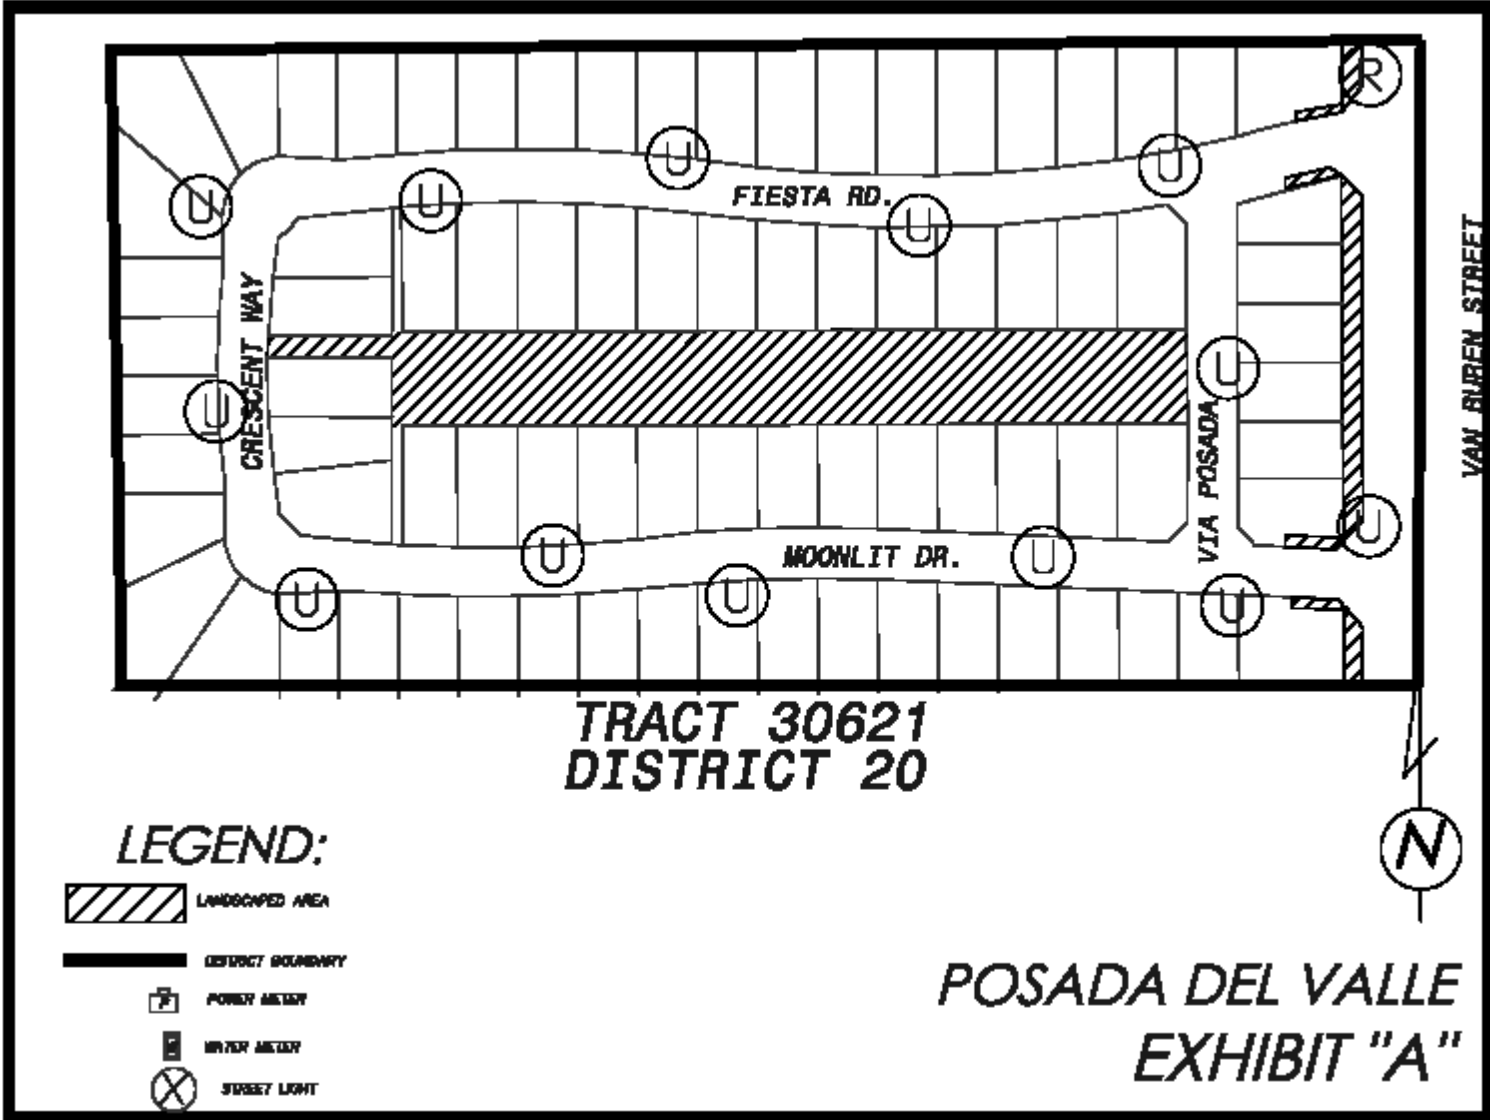 R
U
U
U
FIESTA RD.
U
U
VAN BUREN STREET
CRESCENT WAY
U
U
VIA POSADA
U
U
MOONLIT DR.
U
U
U
U
TRACT 30621
DISTRICT 20
LEGEND:
LANDSCAPED AREA
DISTRICT BOUNDARY
POWER METER
WATER METER
STREET LIGHT
N
POSADA DEL VALLE
EXHIBIT "A"